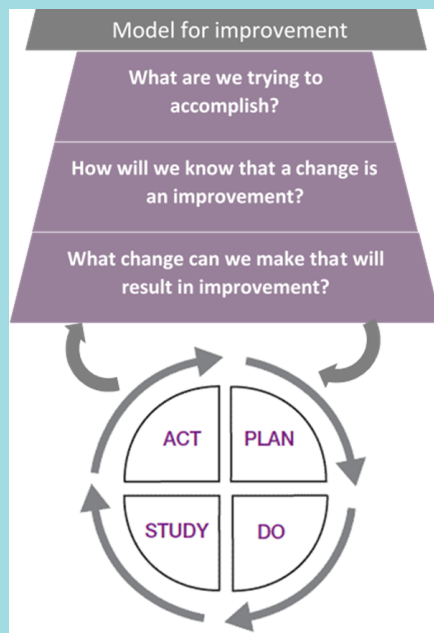 Model for improvement
What are we trying to
accomplish?
How will we know that a change is
an improvement?
What change can we make that will
result in improvement?
ACT
PLAN
STUDY
DO